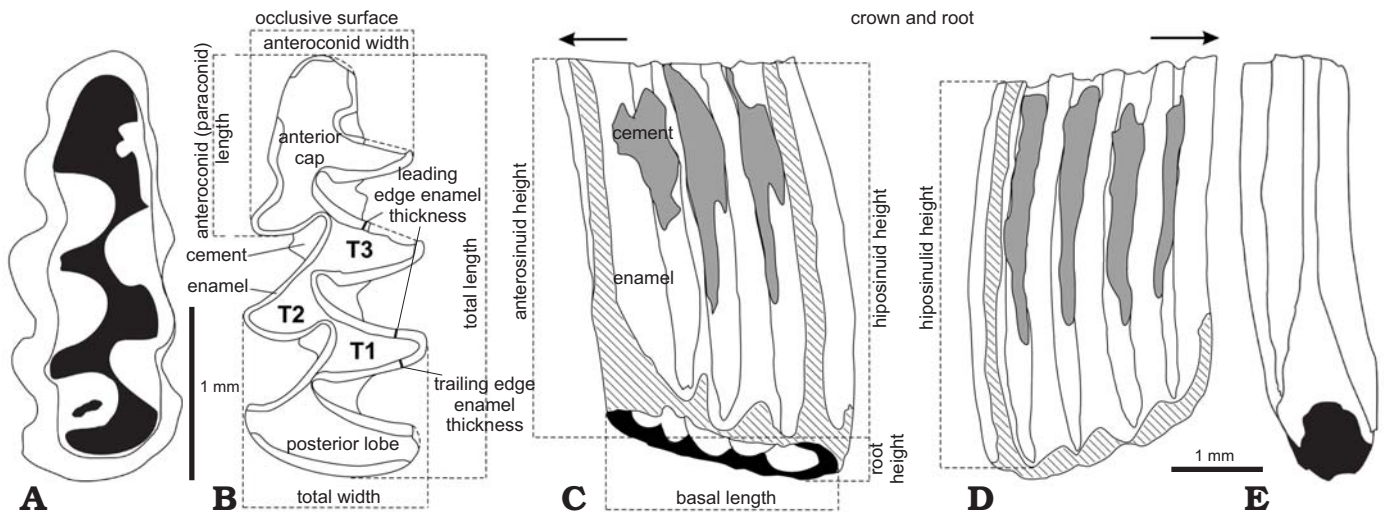 occlusive surface
anteroconid width
anteroconid (paraconid)
length
anterior
cap
leading
edge enamel
thickness
cement
enamel
T3
T2
T1
total length
trailing edge
enamel
thickness
posterior lobe
total width
1 mm
A
B
crown and root
cement
enamel
anterosinuid height
hiposinuid height
root
height
basal length
C
hiposinulid height
1 mm
D
E